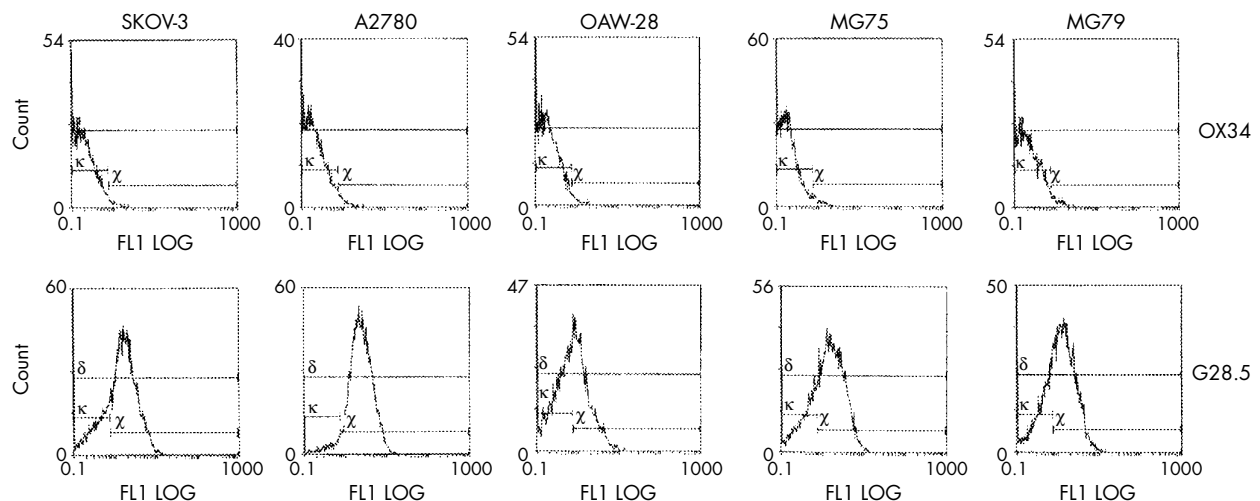 SKOV-3 A2780 OAW-28 MG75 MG79
54 40 54 60 54
Count
OX34
κ χ κ χ κ χ κ χ
0 0 0 0 0
0.1 1000 0.1 1000 0.1 1000 0.1 1000 0.1 1000
FL1 LOG FL1 LOG FL1 LOG FL1 LOG FL1 LOG
60 60 47 56 50
Count
δ δ δ δ δ
G28.5
κ χ κ χ κ χ κ χ κ χ
0 0 0 0 0
0.1 1000 0.1 1000 0.1 1000 0.1 1000 0.1 1000
FL1 LOG FL1 LOG FL1 LOG FL1 LOG FL1 LOG